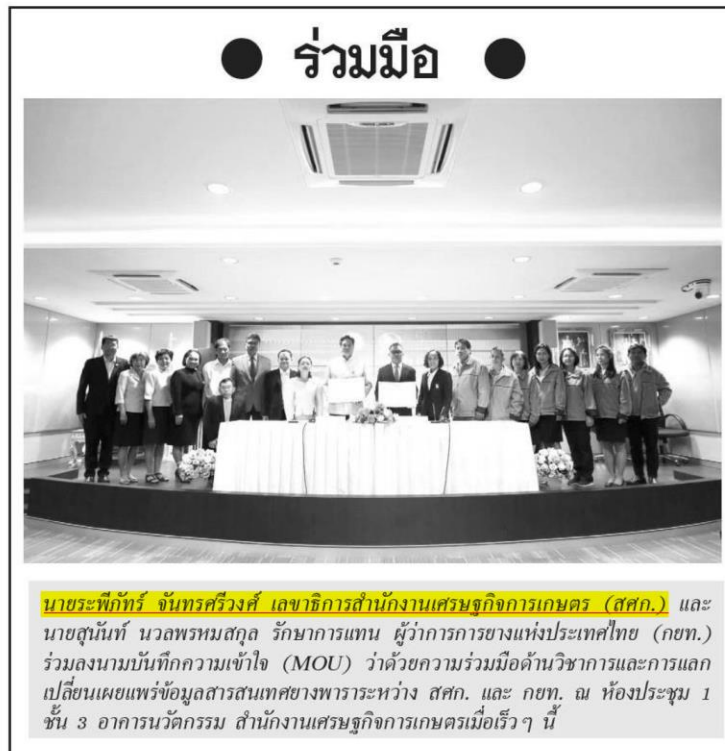 ร่วมมือ
นายระพีภัทร์ จันทรศรีวงศ์ เลขาธิการสำนักงานเศรษฐกิจการเกษตร (สศก.) และ
นายสุนันท์ นวลพรหมสกุล รักษาการแทน ผู้ว่าการการยางแห่งประเทศไทย (กยท.)
ร่วมลงนามบันทึกความเข้าใจ (MOU) ว่าด้วยความร่วมมือด้านวิชาการและการแลก
เปลี่ยนเผยแพร่ข้อมูลสารสนเทศยางพาราระหว่าง สศก. และ กยท. ณ ห้องประชุม 1
ชั้น 3 อาคารนวัตกรรม สำนักงานเศรษฐกิจการเกษตรเมื่อเร็วๆ นี้